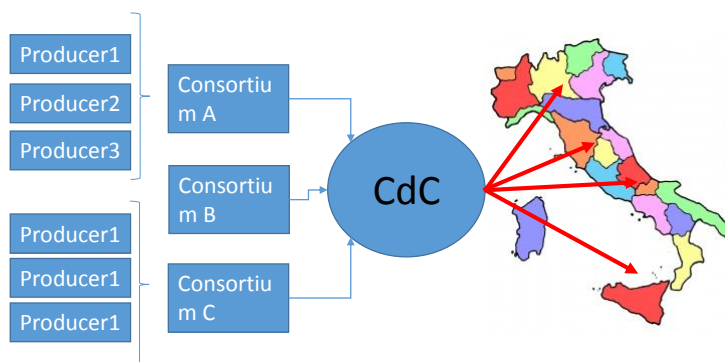 Producer1
Producer2
Producer3
Producer1
Producer1
Producer1
Consortiu
m A
Consortiu
m B
Consortiu
m C
CdC